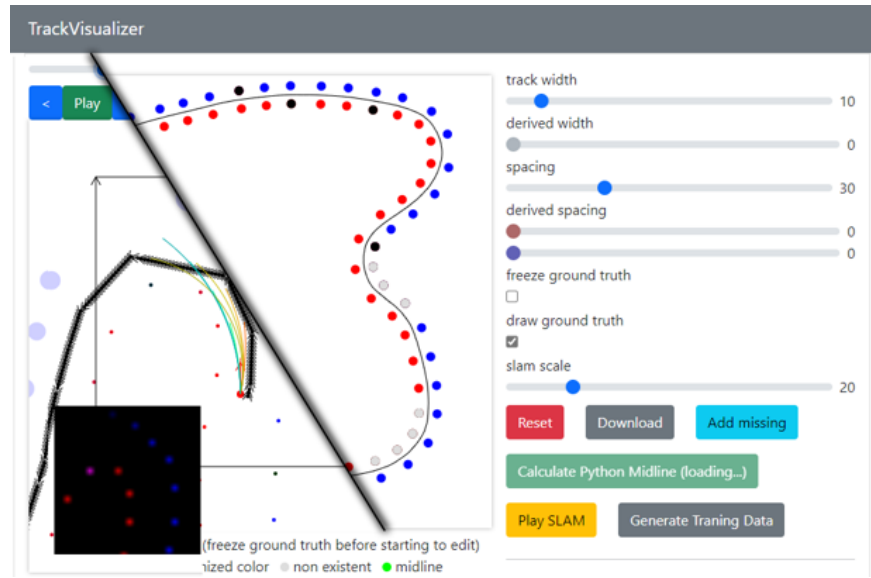 TrackVisualizer
< Play
track width
10
derived width
0
spacing
30
derived spacing
0
0
freeze ground truth
draw ground truth
slam scale
20
Reset Download Add missing
Calculate Python Midline (loading...)
Play SLAM Generate Traning Data
(freeze ground truth before starting to edit)
nized color non existent midline